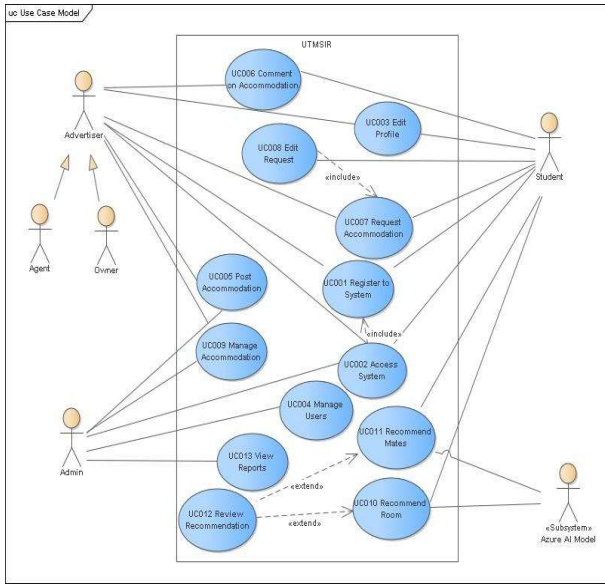 uc Use Case Model
UTMSIR
UC006 Comment
on Accommodation
Advertiser
UC003 Edit
Profile
UC008 Edit
Request
«include»
Student
UC007 Request
Accommodation
Agent
Owner
UC005 Post
Accommodation
UC001 Register to
System
«include»
UC009 Manage
Accommodation
UC002 Access
System
UC004 Manage
Users
UC011 Recommend
Mates
Admin
UC013 View
Reports
«extend»
UC012 Review
Recommendation
«extend»
UC010 Recommend
Room
«Subsystem»
Azure AI Model